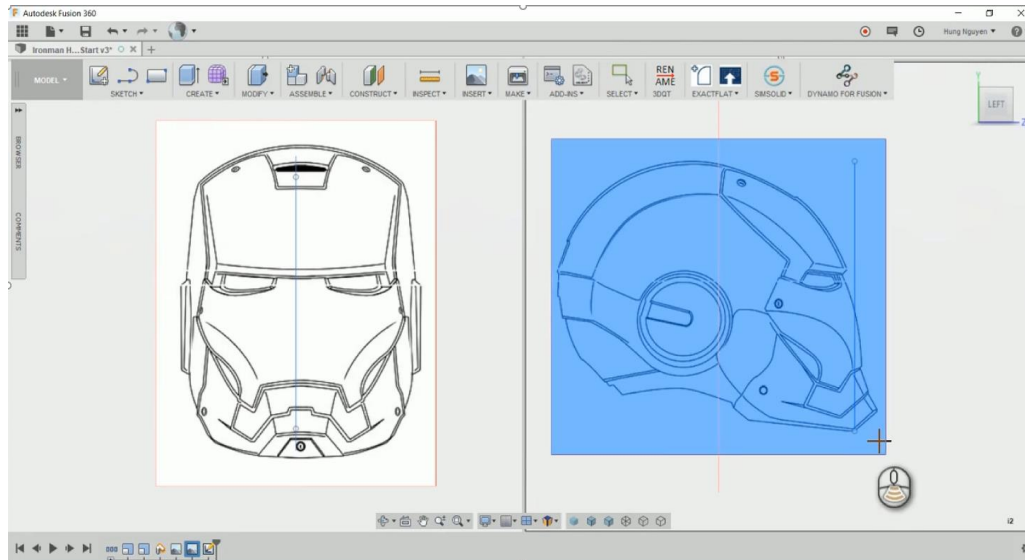 Autodesk Fusion 360
Hung Nguyen
Ironman H...Start v3*
MODEL
SKETCH
CREATE
MODIFY
ASSEMBLE
CONSTRUCT
INSPECT
INSERT
MAKE
ADD-INS
SELECT
REN
AME
3DQT
EXACTFLAT
SIMSOLID
DYNAMO FOR FUSION
BROWSER
COMMENTS
Y
LEFT
Z
i2